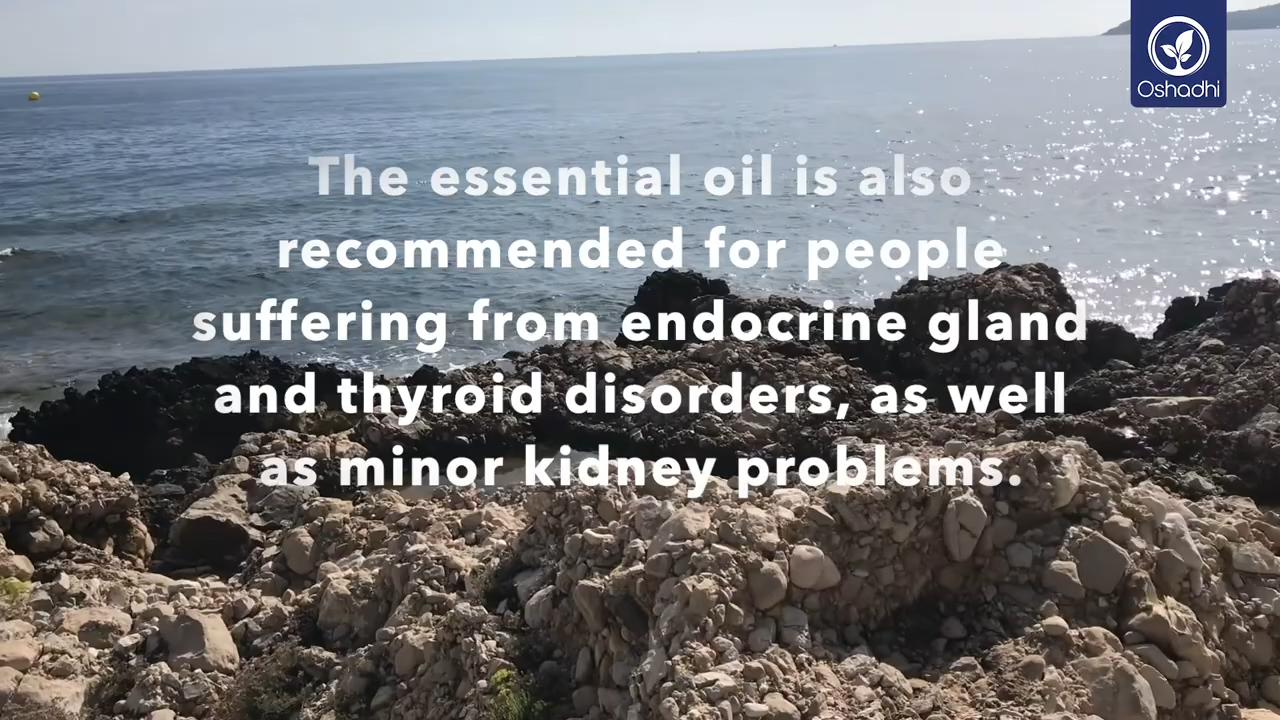 Oshadhi
The essential oil is also
recommended for people
suffering from endocrine gland
and thyroid disorders, as well
as minor kidney problems.